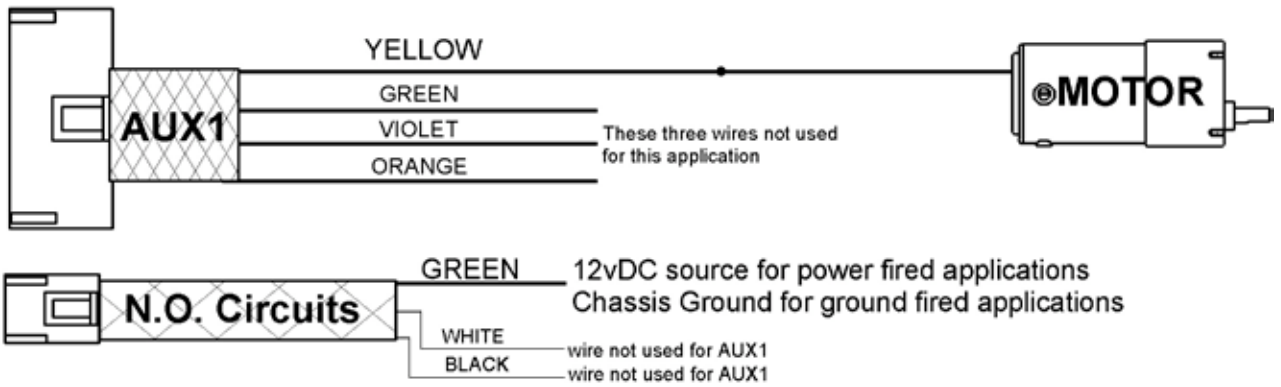 YELLOW
GREEN
VIOLET
ORANGE
AUX1
These three wires not used
for this application
MOTOR
GREEN
12vDC source for power fired applications
Chassis Ground for ground fired applications
N.O. Circuits
WHITE
wire not used for AUX1
BLACK
wire not used for AUX1